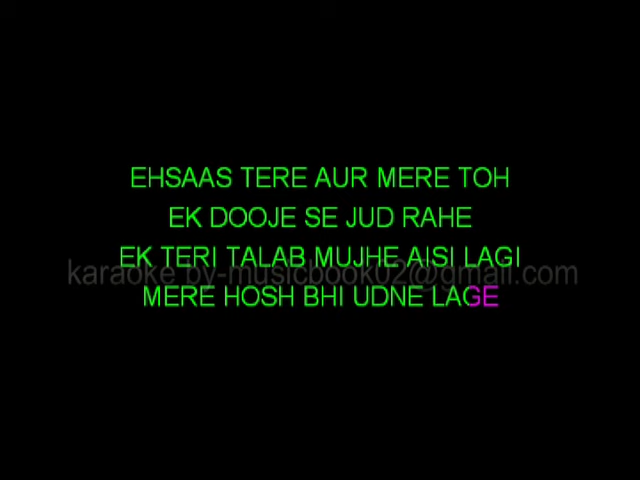 EHSAAS TERE AUR MERE TOH
EK DOOJE SE JUD RAHE
EK TERI TALAB MUJHE AISI LAGI
karaoke by-musicbook02@gmail.com
MERE HOSH BHI UDNE LAGE